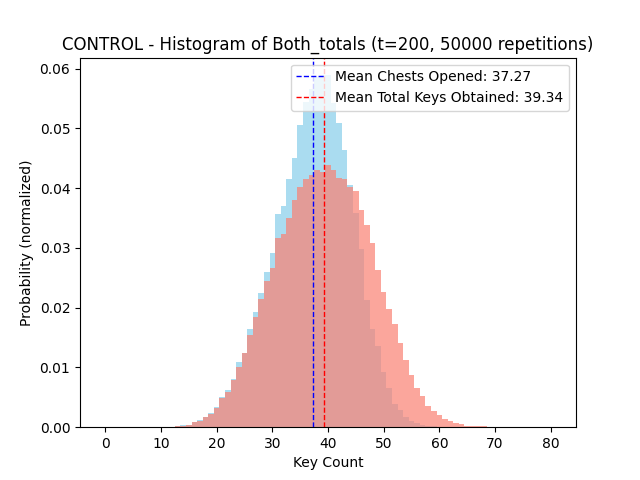 CONTROL - Histogram of Both_totals (t=200, 50000 repetitions)
Mean Chests Opened: 37.27
Mean Total Keys Obtained: 39.34
0.06
0.05
0.04
0.03
0.02
0.01
0.00
Probability (normalized)
0 10 20 30 40 50 60 70 80
Key Count